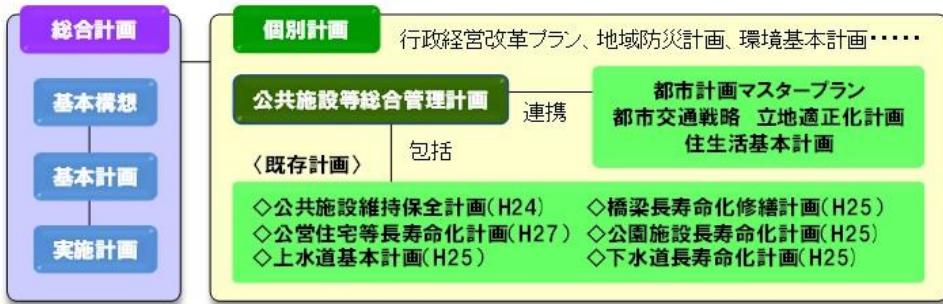 総合計画
基本構想
基本計画
実施計画
個別計画
行政経営改革プラン、地域防災計画、環境基本計画‥‥‥
公共施設等総合管理計画
連携
都市計画マスタープラン
都市交通戦略 立地適正化計画
住生活基本計画
包括
〈既存計画〉
◇公共施設維持保全計画(H24) ◇橋梁長寿命化修繕計画(H25)
◇公営住宅等長寿命化計画(H27) ◇公園施設長寿命化計画(H25)
◇上水道基本計画(H25) ◇下水道長寿命化計画(H25)